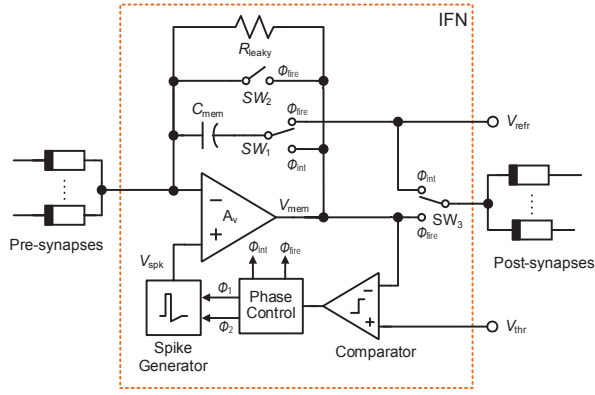 IFN
R_leaky
Φ_fire
SW_2
C_mem
Φ_fire
SW_1
Φ_int
V_refr
Φ_int
SW_3
Φ_fire
Pre-synapses
−
A_v
+
V_mem
Post-synapses
V_spk
Φ_int
Φ_fire
Φ_1
Φ_2
Phase
Control
−
+
V_thr
Spike
Generator
Comparator